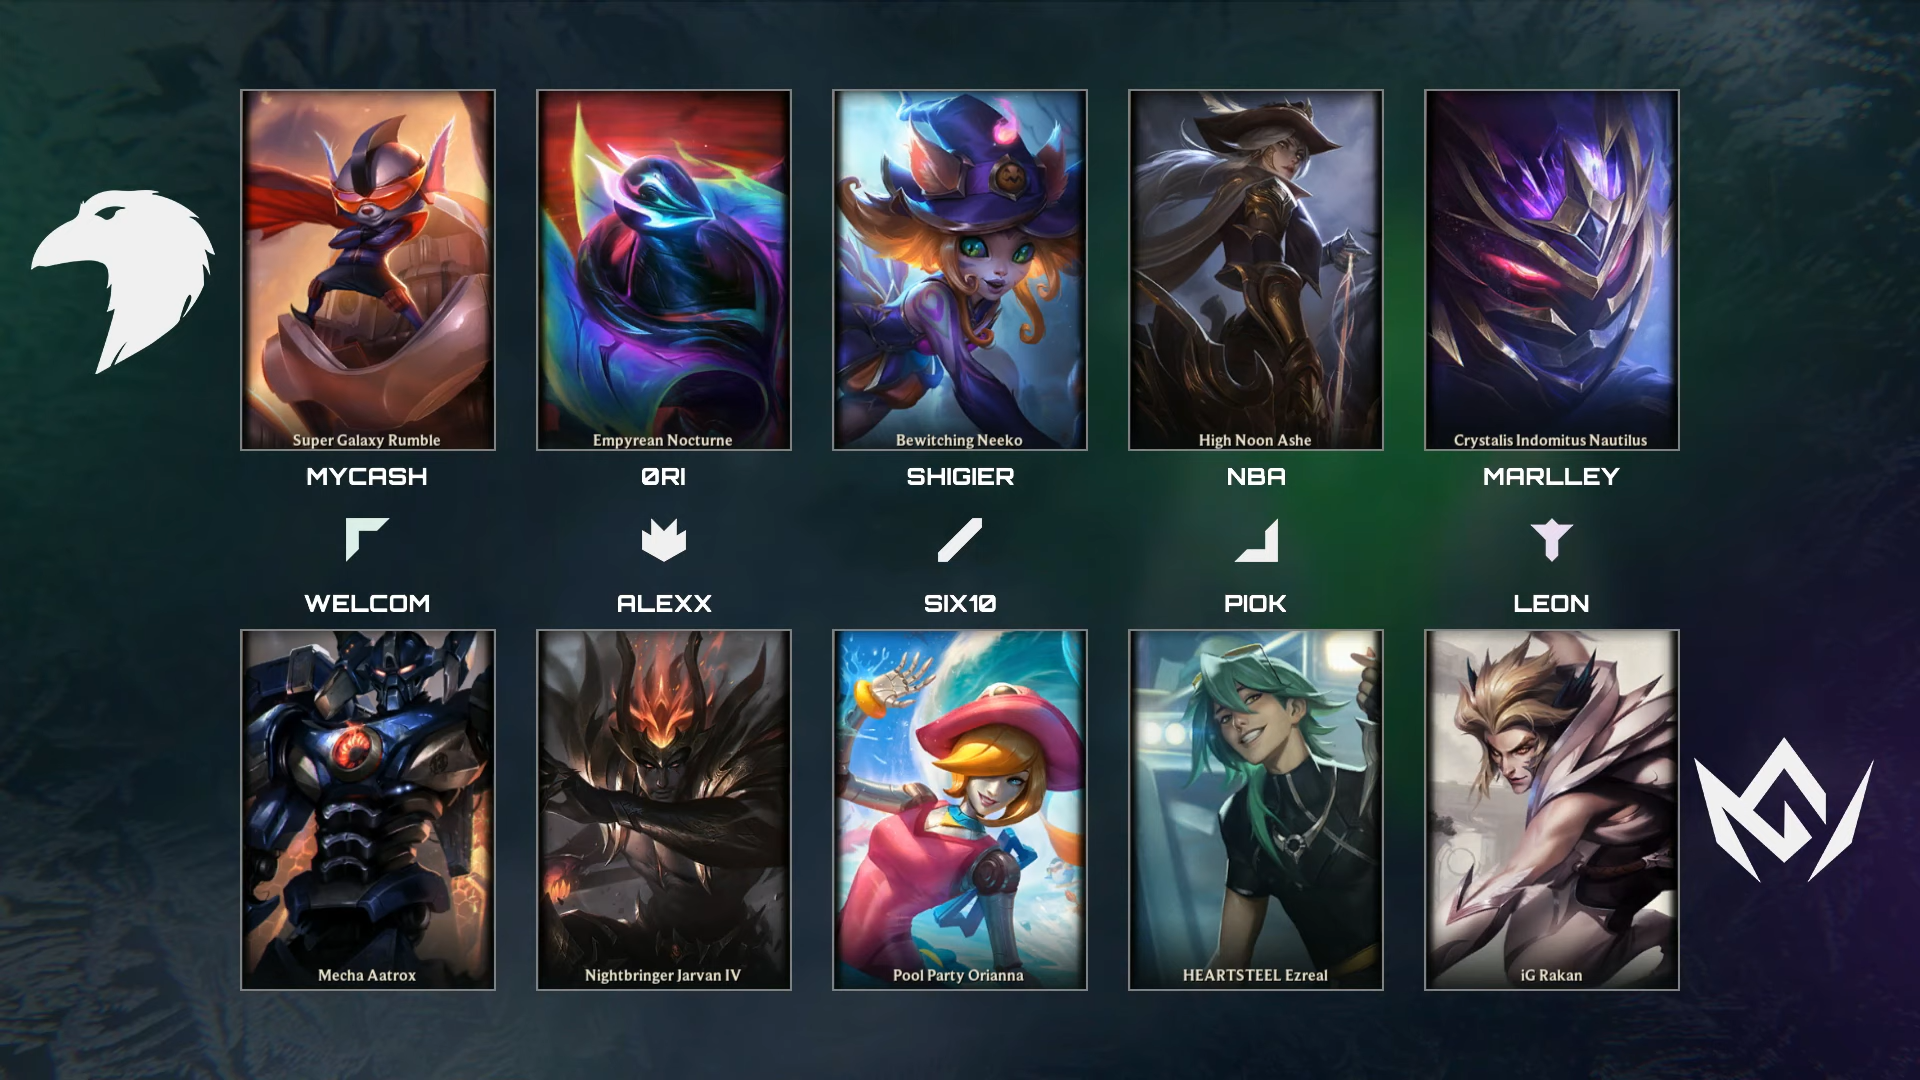 Super Galaxy Rumble
Empyrean Nocturne
Bewitching Neeko
High Noon Ashe
Crystalis Indomitus Nautilus
MYCASH
0RI
SHIGIER
NBA
MARLLEY
WELCOM
ALEXX
SIX10
PIOK
LEON
Mecha Aatrox
Nightbringer Jarvan IV
Pool Party Orianna
HEARTSTEEL Ezreal
iG Rakan